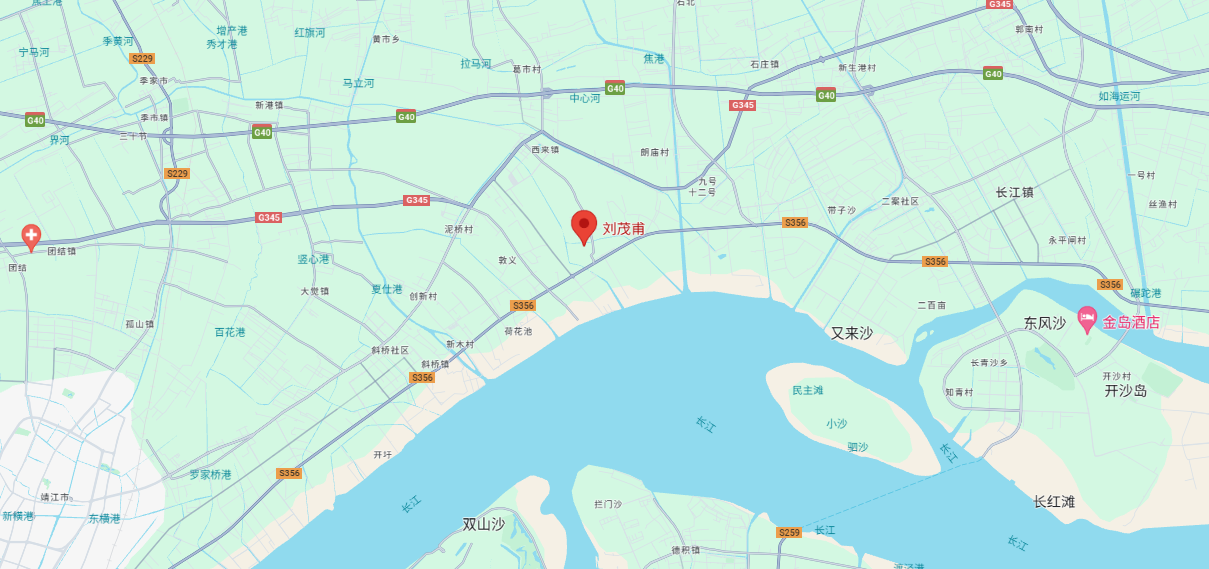 石北
G345
增产港
红旗河
郭南村
季黄河
秀才港
黄市乡
宁马河
S229
拉马河
焦港
石庄镇
新生港村
葛市村
季家市
马立河
G40
G40
中心河
G40
如海运河
新港镇
G345
G40
季市镇
G40
G40
三十节
界河
西来镇
朗庙村
S229
九号
十二号
一号村
长江镇
G345
二案社区
丝渔村
带子沙
G345
S356
泥桥村
刘茂甫
永平闸村
团结镇
竖心港
敦义
S356
团结
大觉镇
夏仕港
创新村
S356
碾砣港
S356
二百亩
孤山镇
百花港
荷花池
又来沙
东风沙
金岛酒店
新木村
斜桥社区
斜桥镇
长青沙乡
S356
开沙村
民主滩
知青村
开沙岛
小沙
长江
驷沙
长江
开圩
S356
罗家桥港
靖江市
长江
拦门沙
长红滩
新横港
东横港
双山沙
S259
长江
长江
德积镇